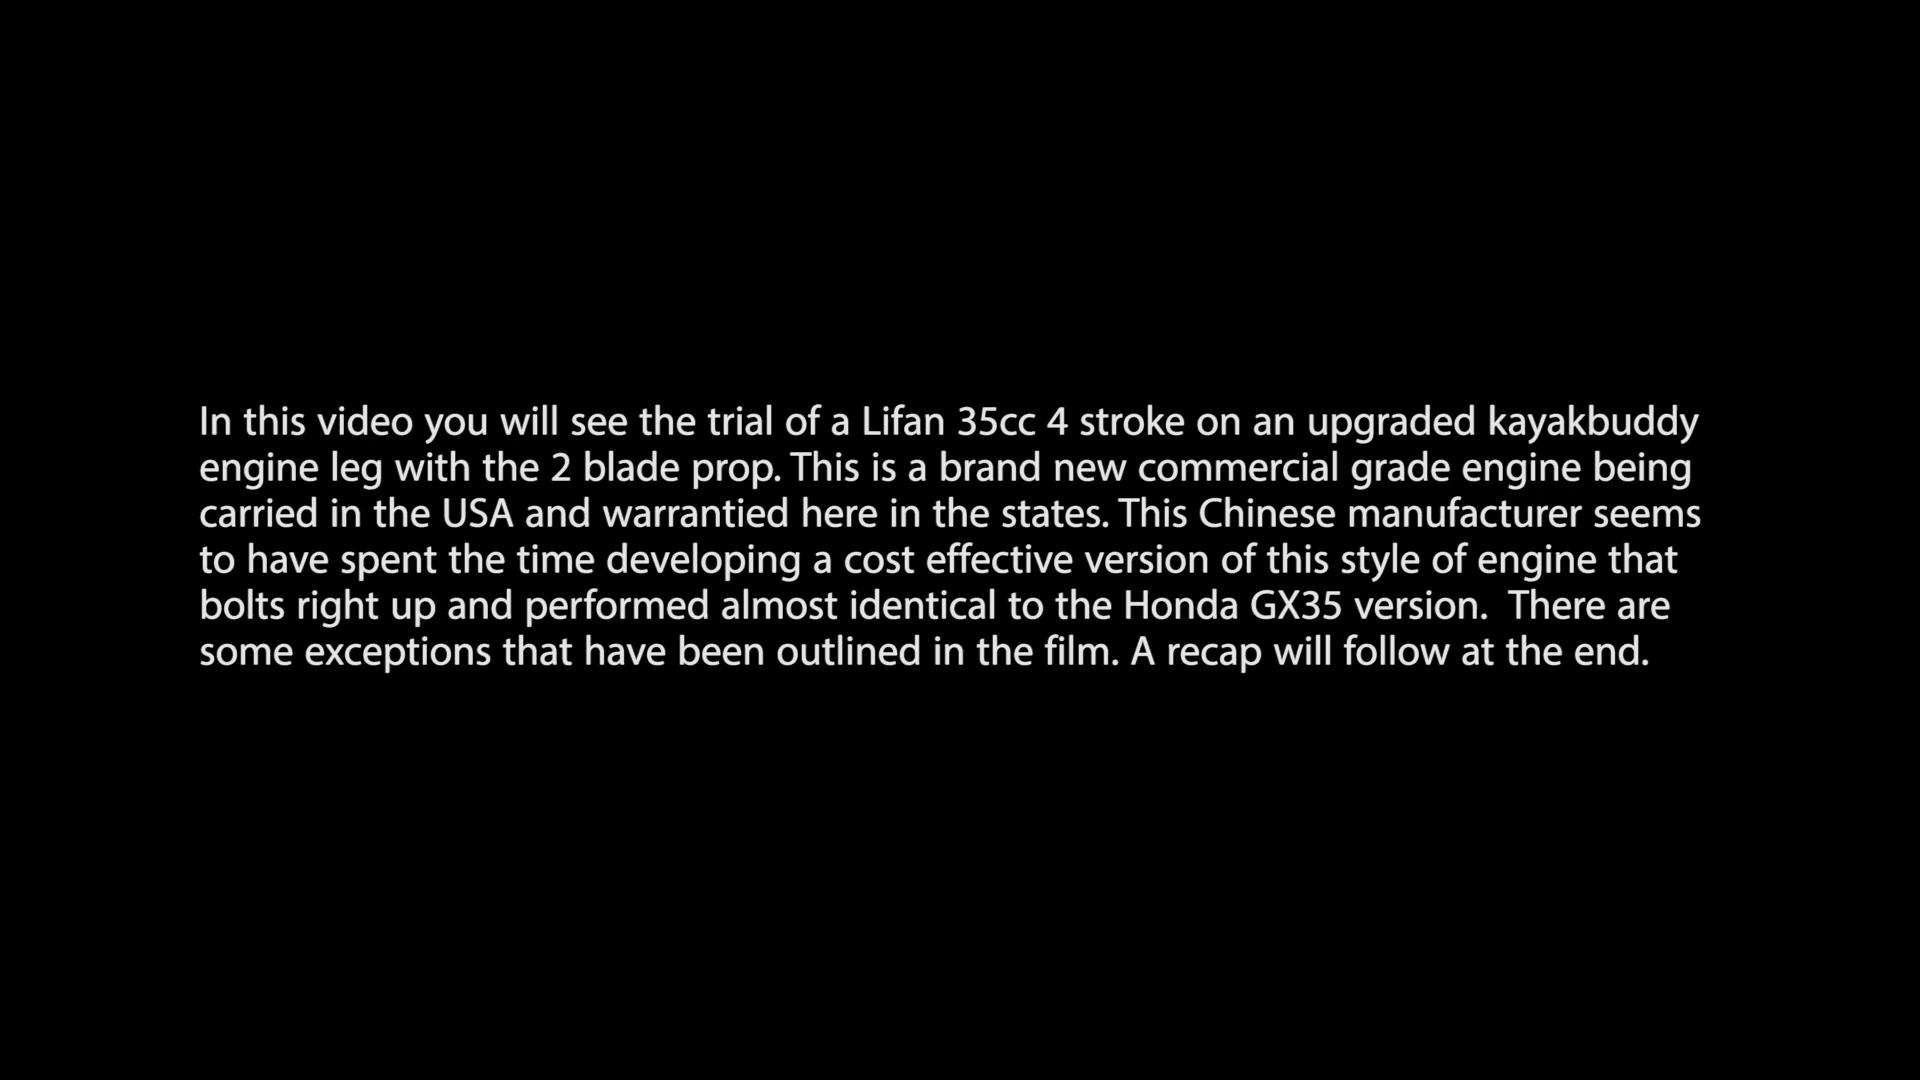 In this video you will see the trial of a Lifan 35cc 4 stroke on an upgraded kayakbuddy
engine leg with the 2 blade prop. This is a brand new commercial grade engine being
carried in the USA and warrantied here in the states. This Chinese manufacturer seems
to have spent the time developing a cost effective version of this style of engine that
bolts right up and performed almost identical to the Honda GX35 version.  There are
some exceptions that have been outlined in the film. A recap will follow at the end.